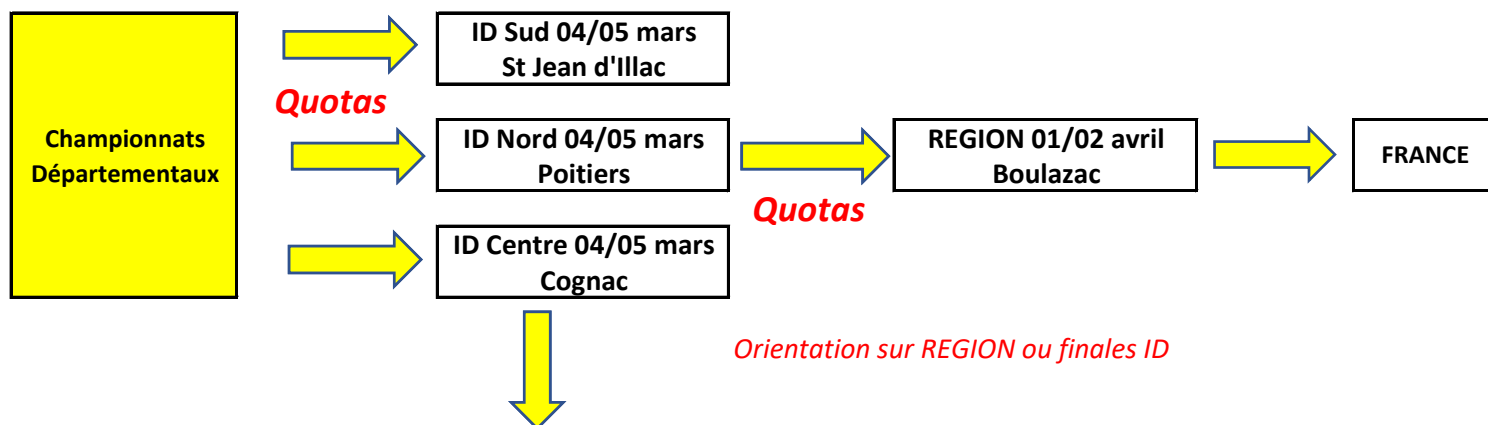 Championnats
Départementaux
Quotas
ID Sud 04/05 mars
St Jean d'Illac
ID Nord 04/05 mars
Poitiers
ID Centre 04/05 mars
Cognac
Quotas
REGION 01/02 avril
Boulazac
FRANCE
Orientation sur REGION ou finales ID